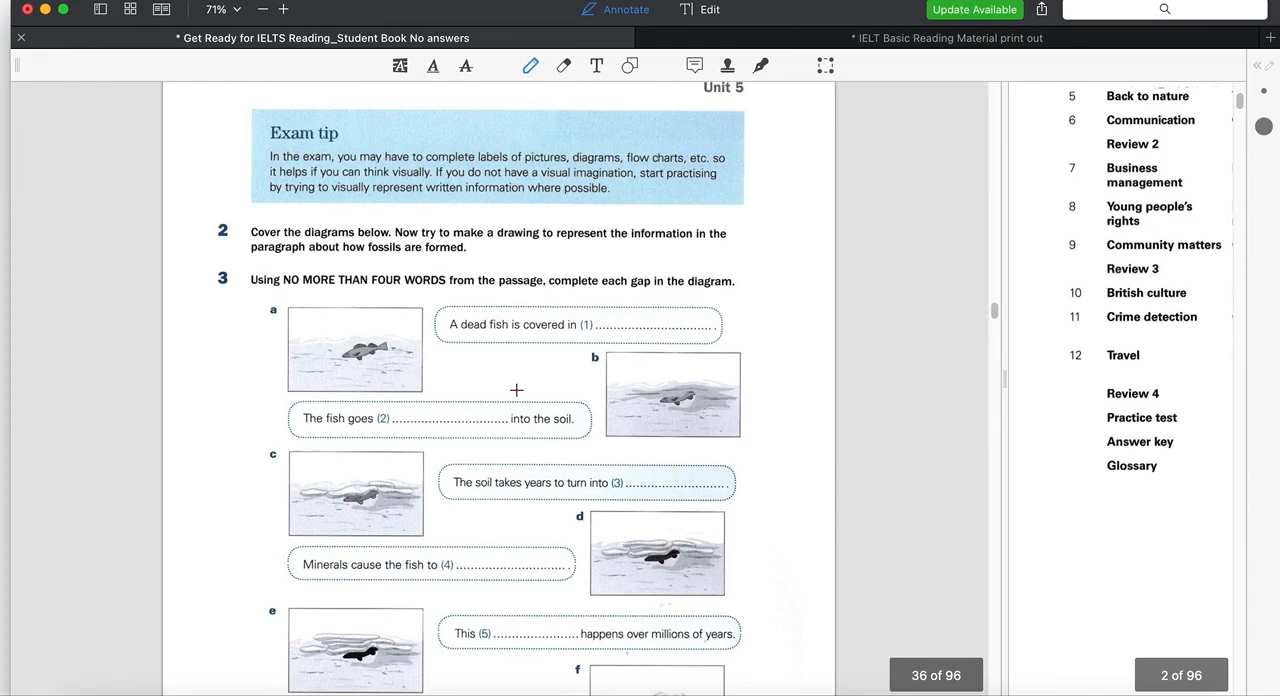 71%
Annotate
Edit
Update Available
* Get Ready for IELTS Reading_Student Book No answers
* IELT Basic Reading Material print out
Unit 5
Exam tip
In the exam, you may have to complete labels of pictures, diagrams, flow charts, etc. so
it helps if you can think visually. If you do not have a visual imagination, start practising
by trying to visually represent written information where possible.
2 Cover the diagrams below. Now try to make a drawing to represent the information in the
paragraph about how fossils are formed.
3 Using NO MORE THAN FOUR WORDS from the passage, complete each gap in the diagram.
a
A dead fish is covered in (1) .................................
b
The fish goes (2) ................................. into the soil.
c
The soil takes years to turn into (3) .............................
d
Minerals cause the fish to (4) .................................
e
This (5) ........................ happens over millions of years.
f
36 of 96
5 Back to nature
6 Communication
Review 2
7 Business
management
8 Young people's
rights
9 Community matters
Review 3
10 British culture
11 Crime detection
12 Travel
Review 4
Practice test
Answer key
Glossary
2 of 96